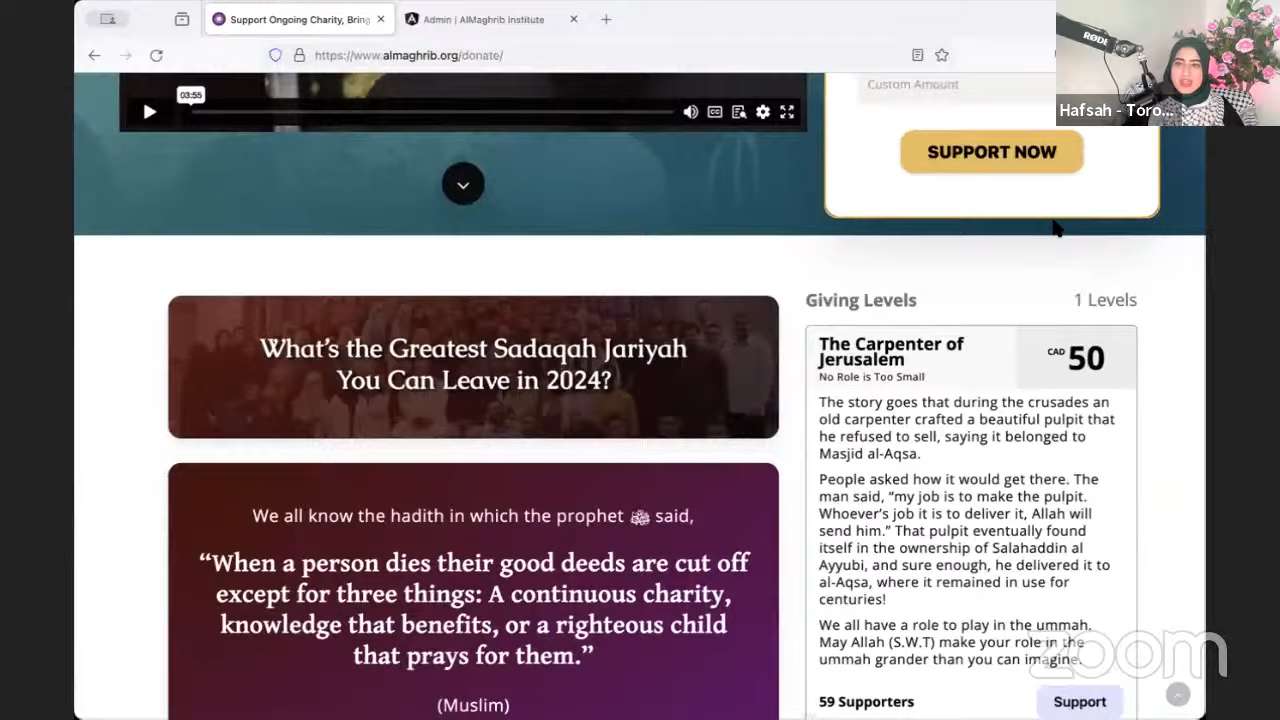 Support Ongoing Charity, Bring
Admin | AlMaghrib Institute
https://www.almaghrib.org/donate/
RØDE
Hafsah - Toro...
03:55
CC
Custom Amount
SUPPORT NOW
What's the Greatest Sadaqah Jariyah
You Can Leave in 2024?
We all know the hadith in which the prophet ﷺ said,
“When a person dies their good deeds are cut off
except for three things: A continuous charity,
knowledge that benefits, or a righteous child
that prays for them.”
(Muslim)
Giving Levels
1 Levels
The Carpenter of
Jerusalem
No Role is Too Small
CAD 50
The story goes that during the crusades an
old carpenter crafted a beautiful pulpit that
he refused to sell, saying it belonged to
Masjid al-Aqsa.
People asked how it would get there. The
man said, “my job is to make the pulpit.
Whoever’s job it is to deliver it, Allah will
send him.” That pulpit eventually found
itself in the ownership of Salahaddin al
Ayyubi, and sure enough, he delivered it to
al-Aqsa, where it remained in use for
centuries!
We all have a role to play in the ummah.
May Allah (S.W.T) make your role in the
ummah grander than you can imagine.
59 Supporters
Support
zoom